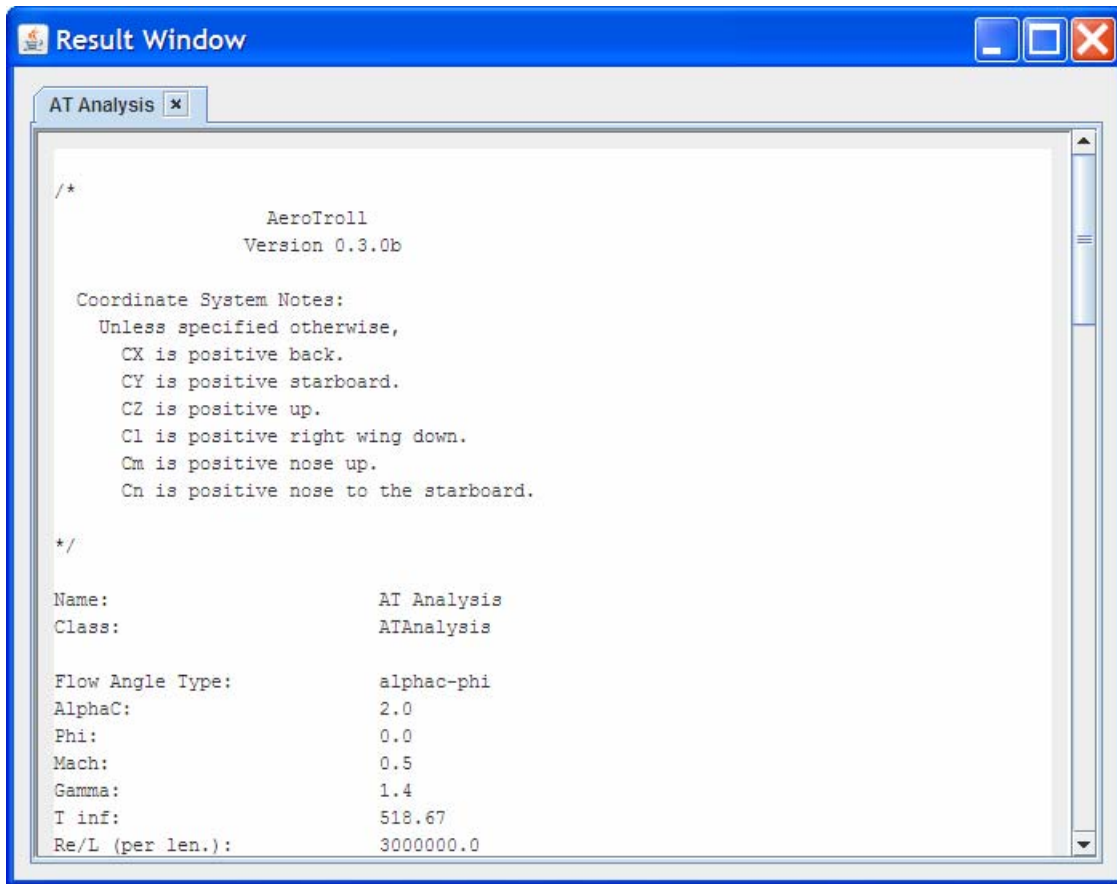 Result Window
AT Analysis
/*
AeroTroll
Version 0.3.0b
Coordinate System Notes:
Unless specified otherwise,
CX is positive back.
CY is positive starboard.
CZ is positive up.
Cl is positive right wing down.
Cm is positive nose up.
Cn is positive nose to the starboard.
*/
Name: AT Analysis
Class: ATAnalysis
Flow Angle Type: alphac-phi
AlphaC: 2.0
Phi: 0.0
Mach: 0.5
Gamma: 1.4
T inf: 518.67
Re/L (per len.): 3000000.0